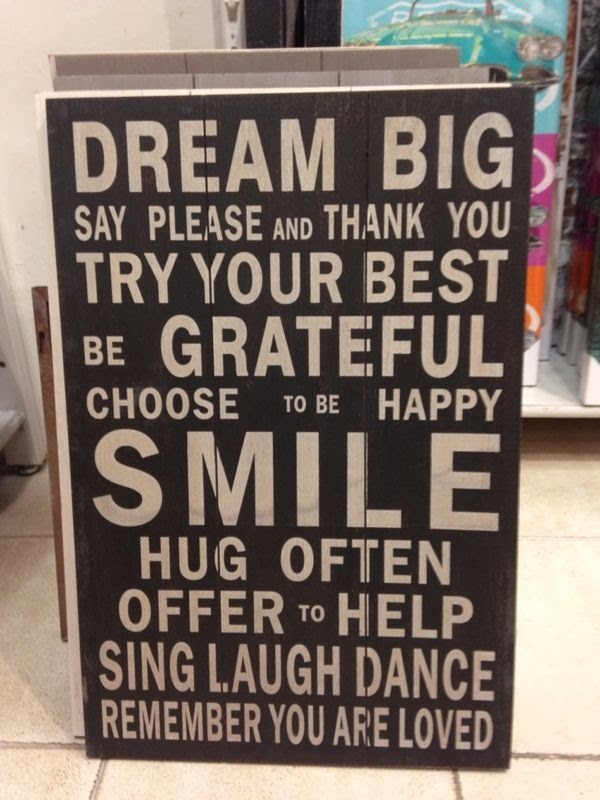 DREAM BIG
SAY PLEASE AND THANK YOU
TRY YOUR BEST
BE GRATEFUL
CHOOSE TO BE HAPPY
SMILE
HUG OFTEN
OFFER TO HELP
SING LAUGH DANCE
REMEMBER YOU ARE LOVED